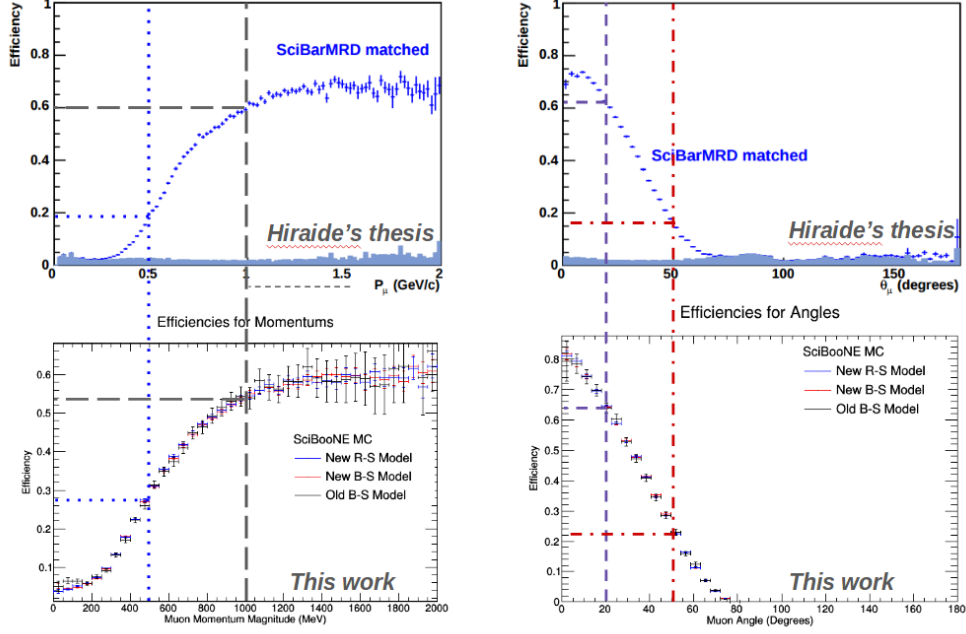 Efficiency
1
0.8
0.6
0.4
0.2
0
SciBarMRD matched
Hiraide's thesis
0 0.5 1 1.5 2
Pμ (GeV/c)
Efficiency
1
0.8
0.6
0.4
0.2
0
SciBarMRD matched
Hiraide's thesis
0 50 100 150
θμ (degrees)
Efficiencies for Momentums
Efficiency
0.6
0.5
0.4
0.3
0.2
0.1
SciBooNE MC
New R-S Model
New B-S Model
Old B-S Model
This work
0 200 400 600 800 1000 1200 1400 1600 1800 2000
Muon Momentum Magnitude (MeV)
Efficiencies for Angles
Efficiency
0.8
0.7
0.6
0.5
0.4
0.3
0.2
0.1
0
SciBooNE MC
New R-S Model
New B-S Model
Old B-S Model
This work
0 20 40 60 80 100 120 140 160 180
Muon Angle (Degrees)